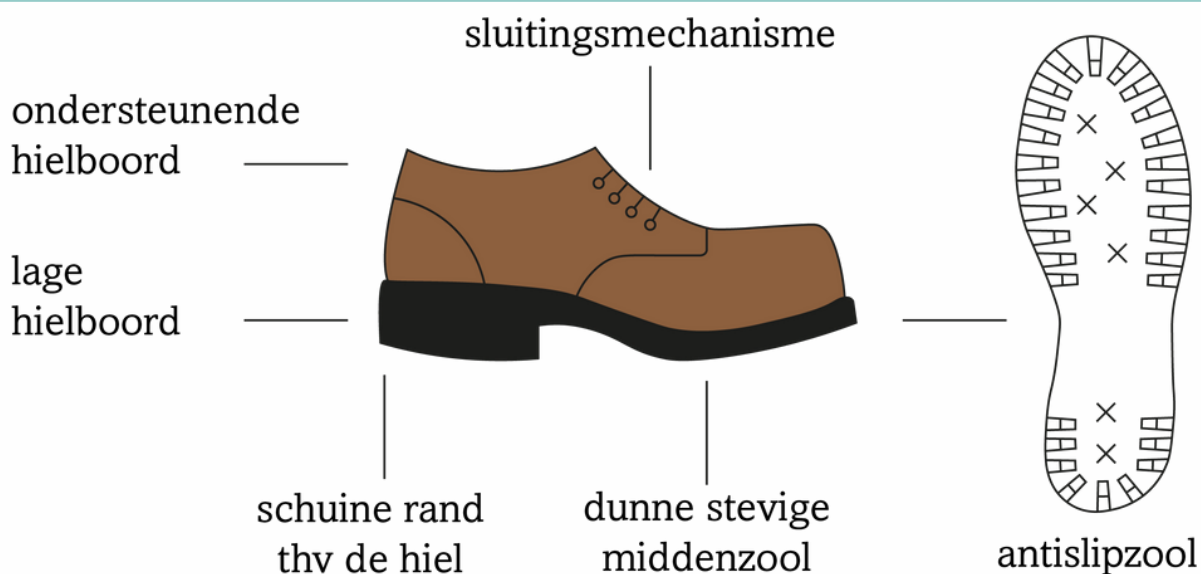 sluitingsmechanisme
ondersteunende
hielboord
lage
hielboord
schuine rand
thv de hiel
dunne stevige
middenzool
antislipzool